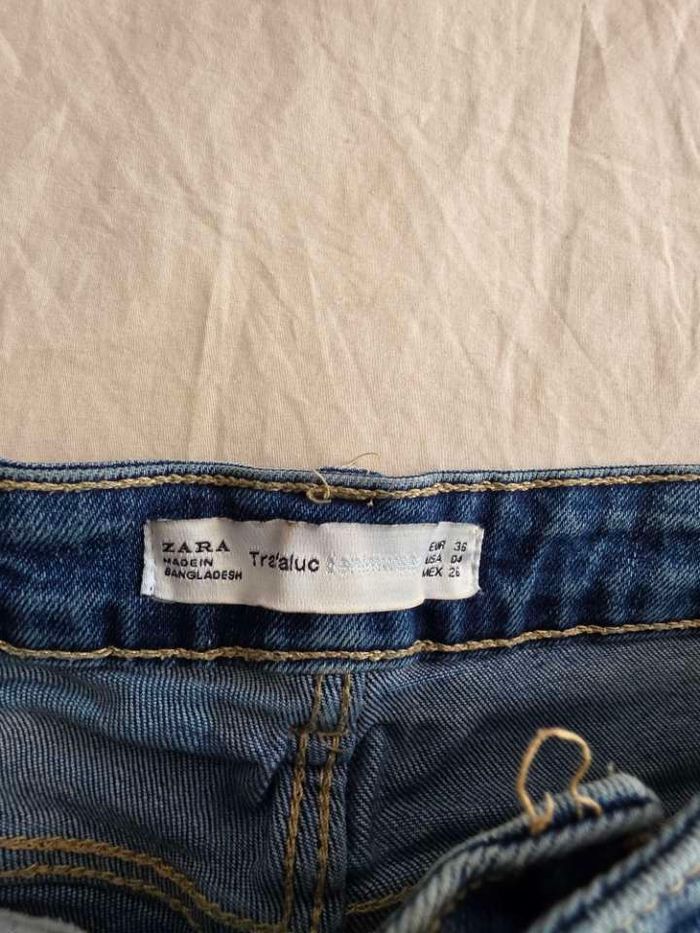 ZARA
MADE IN
BANGLADESH
Trafaluc
EUR 36
USA 04
MEX 26